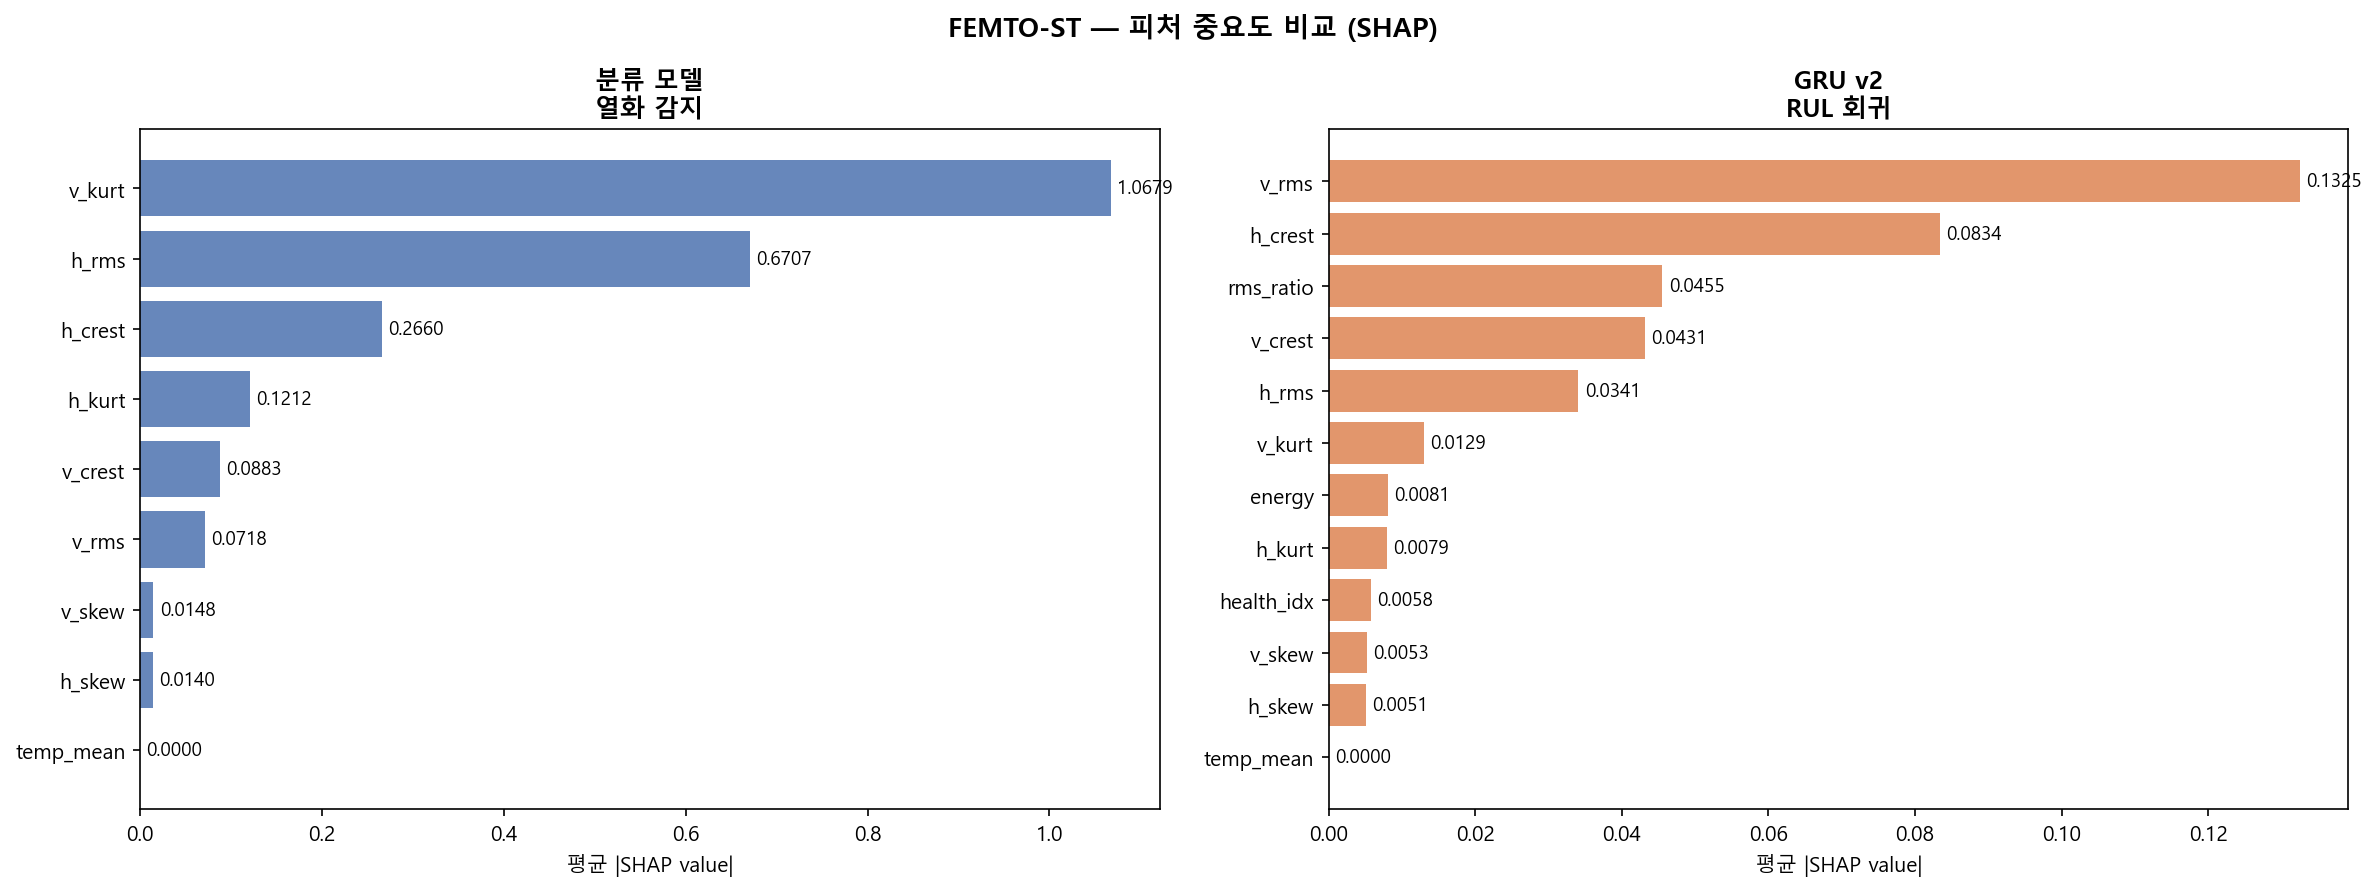 FEMTO-ST — 피처 중요도 비교 (SHAP)
분류 모델
열화 감지
v_kurt 1.0679
h_rms 0.6707
h_crest 0.2660
h_kurt 0.1212
v_crest 0.0883
v_rms 0.0718
v_skew 0.0148
h_skew 0.0140
temp_mean 0.0000
0.0 0.2 0.4 0.6 0.8 1.0
평균 |SHAP value|
GRU v2
RUL 회귀
v_rms 0.1325
h_crest 0.0834
rms_ratio 0.0455
v_crest 0.0431
h_rms 0.0341
v_kurt 0.0129
energy 0.0081
h_kurt 0.0079
health_idx 0.0058
v_skew 0.0053
h_skew 0.0051
temp_mean 0.0000
0.00 0.02 0.04 0.06 0.08 0.10 0.12
평균 |SHAP value|